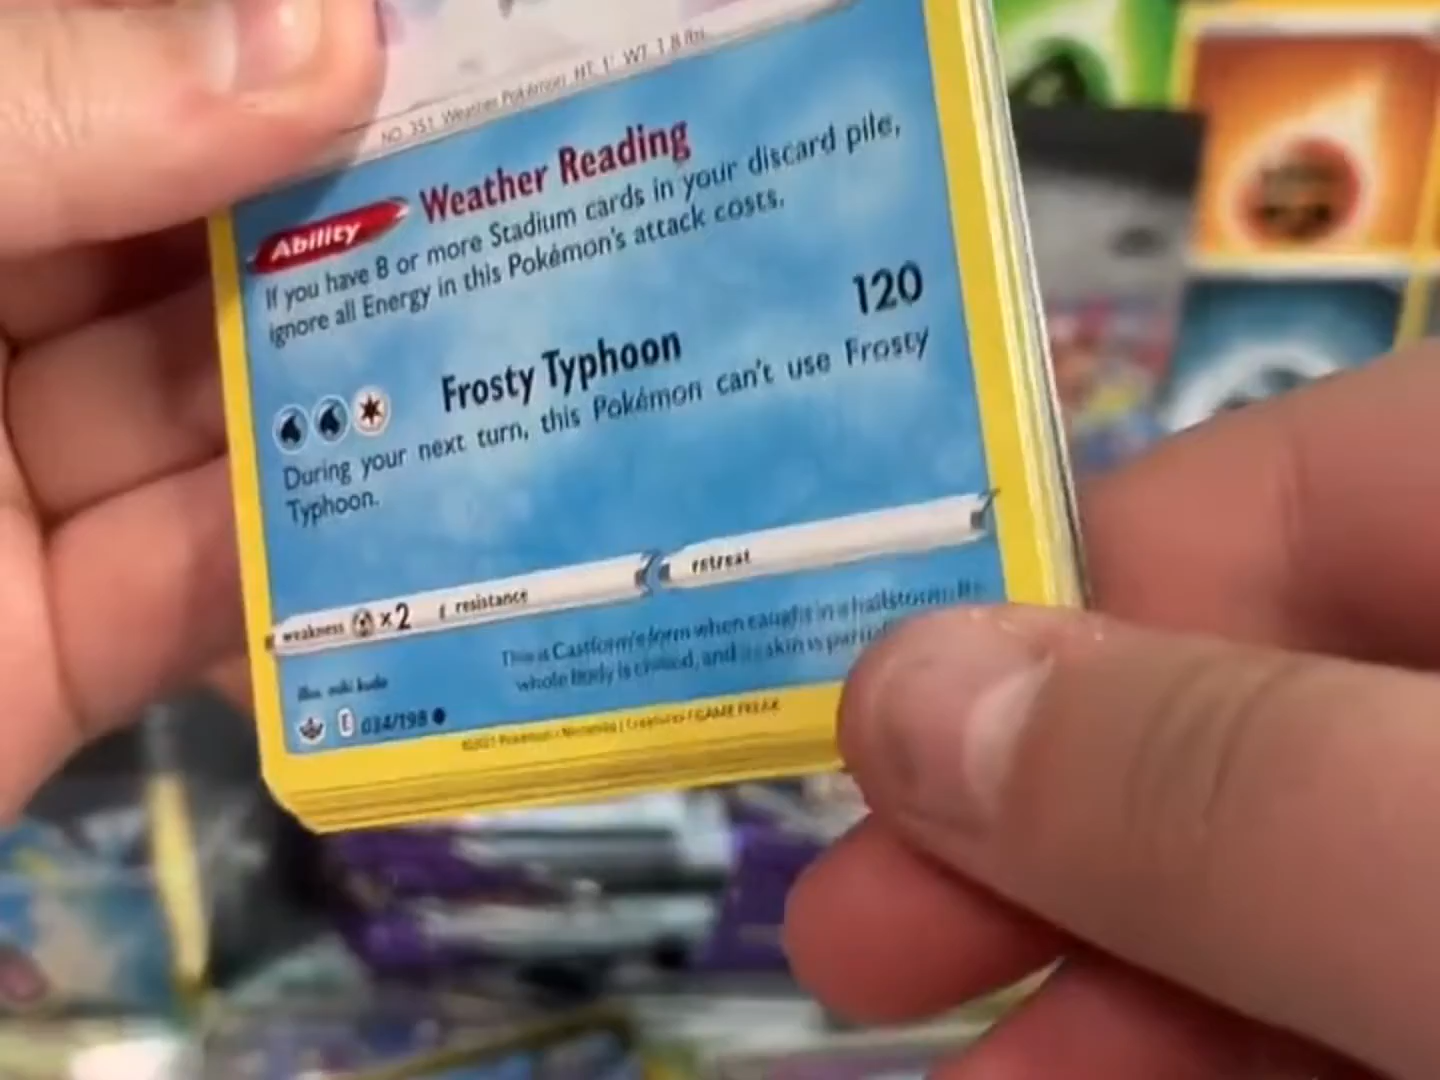 NO. 351 Weather Pokémon HT. 1' WT. 1.8 lbs.
Ability Weather Reading
If you have 8 or more Stadium cards in your discard pile,
ignore all Energy in this Pokémon's attack costs.
Frosty Typhoon 120
During your next turn, this Pokémon can't use Frosty
Typhoon.
weakness ×2 resistance retreat
This is Castform's form when caught in a hailstorm. Its
whole body is chilled, and its skin is
Illus. miki kudo
E 034/198
©2021 Pokémon / Nintendo / Creatures / GAME FREAK